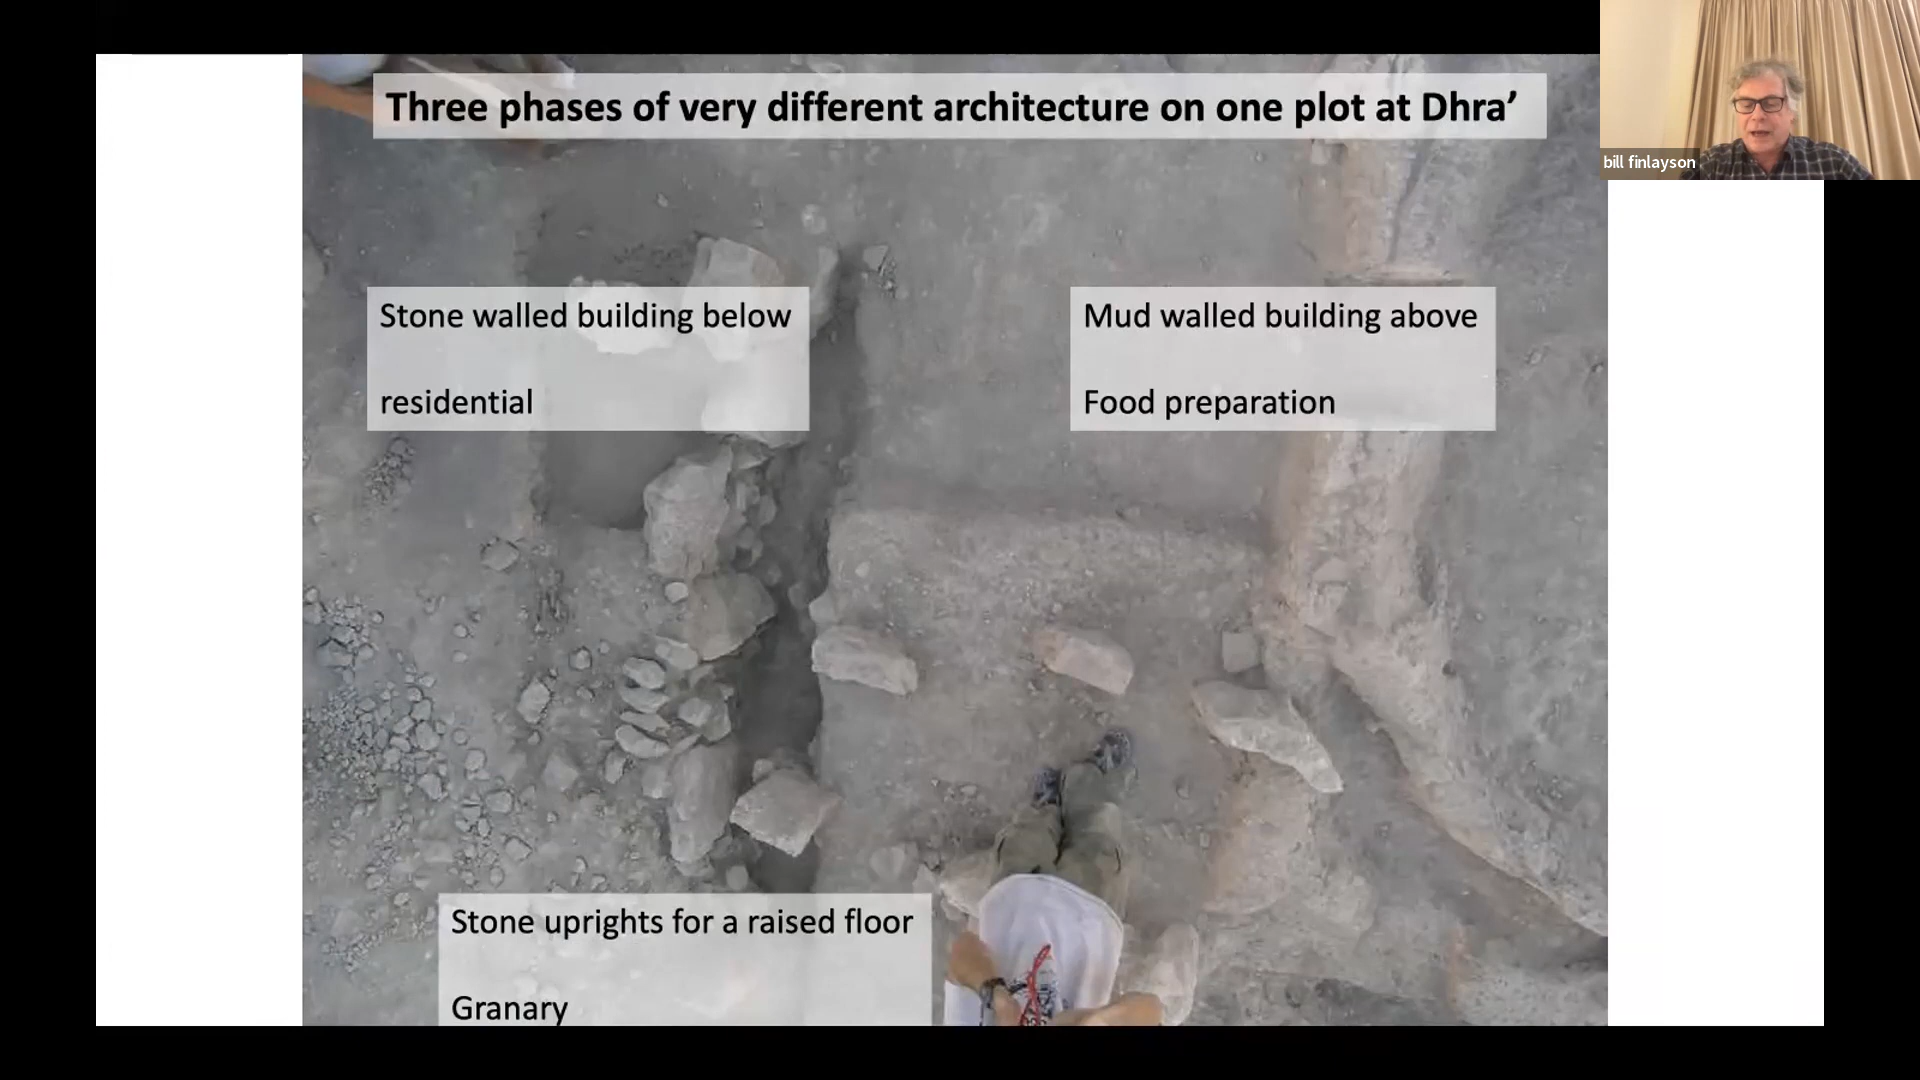 Three phases of very different architecture on one plot at Dhra’
bill finlayson
Stone walled building below
residential
Mud walled building above
Food preparation
Stone uprights for a raised floor
Granary